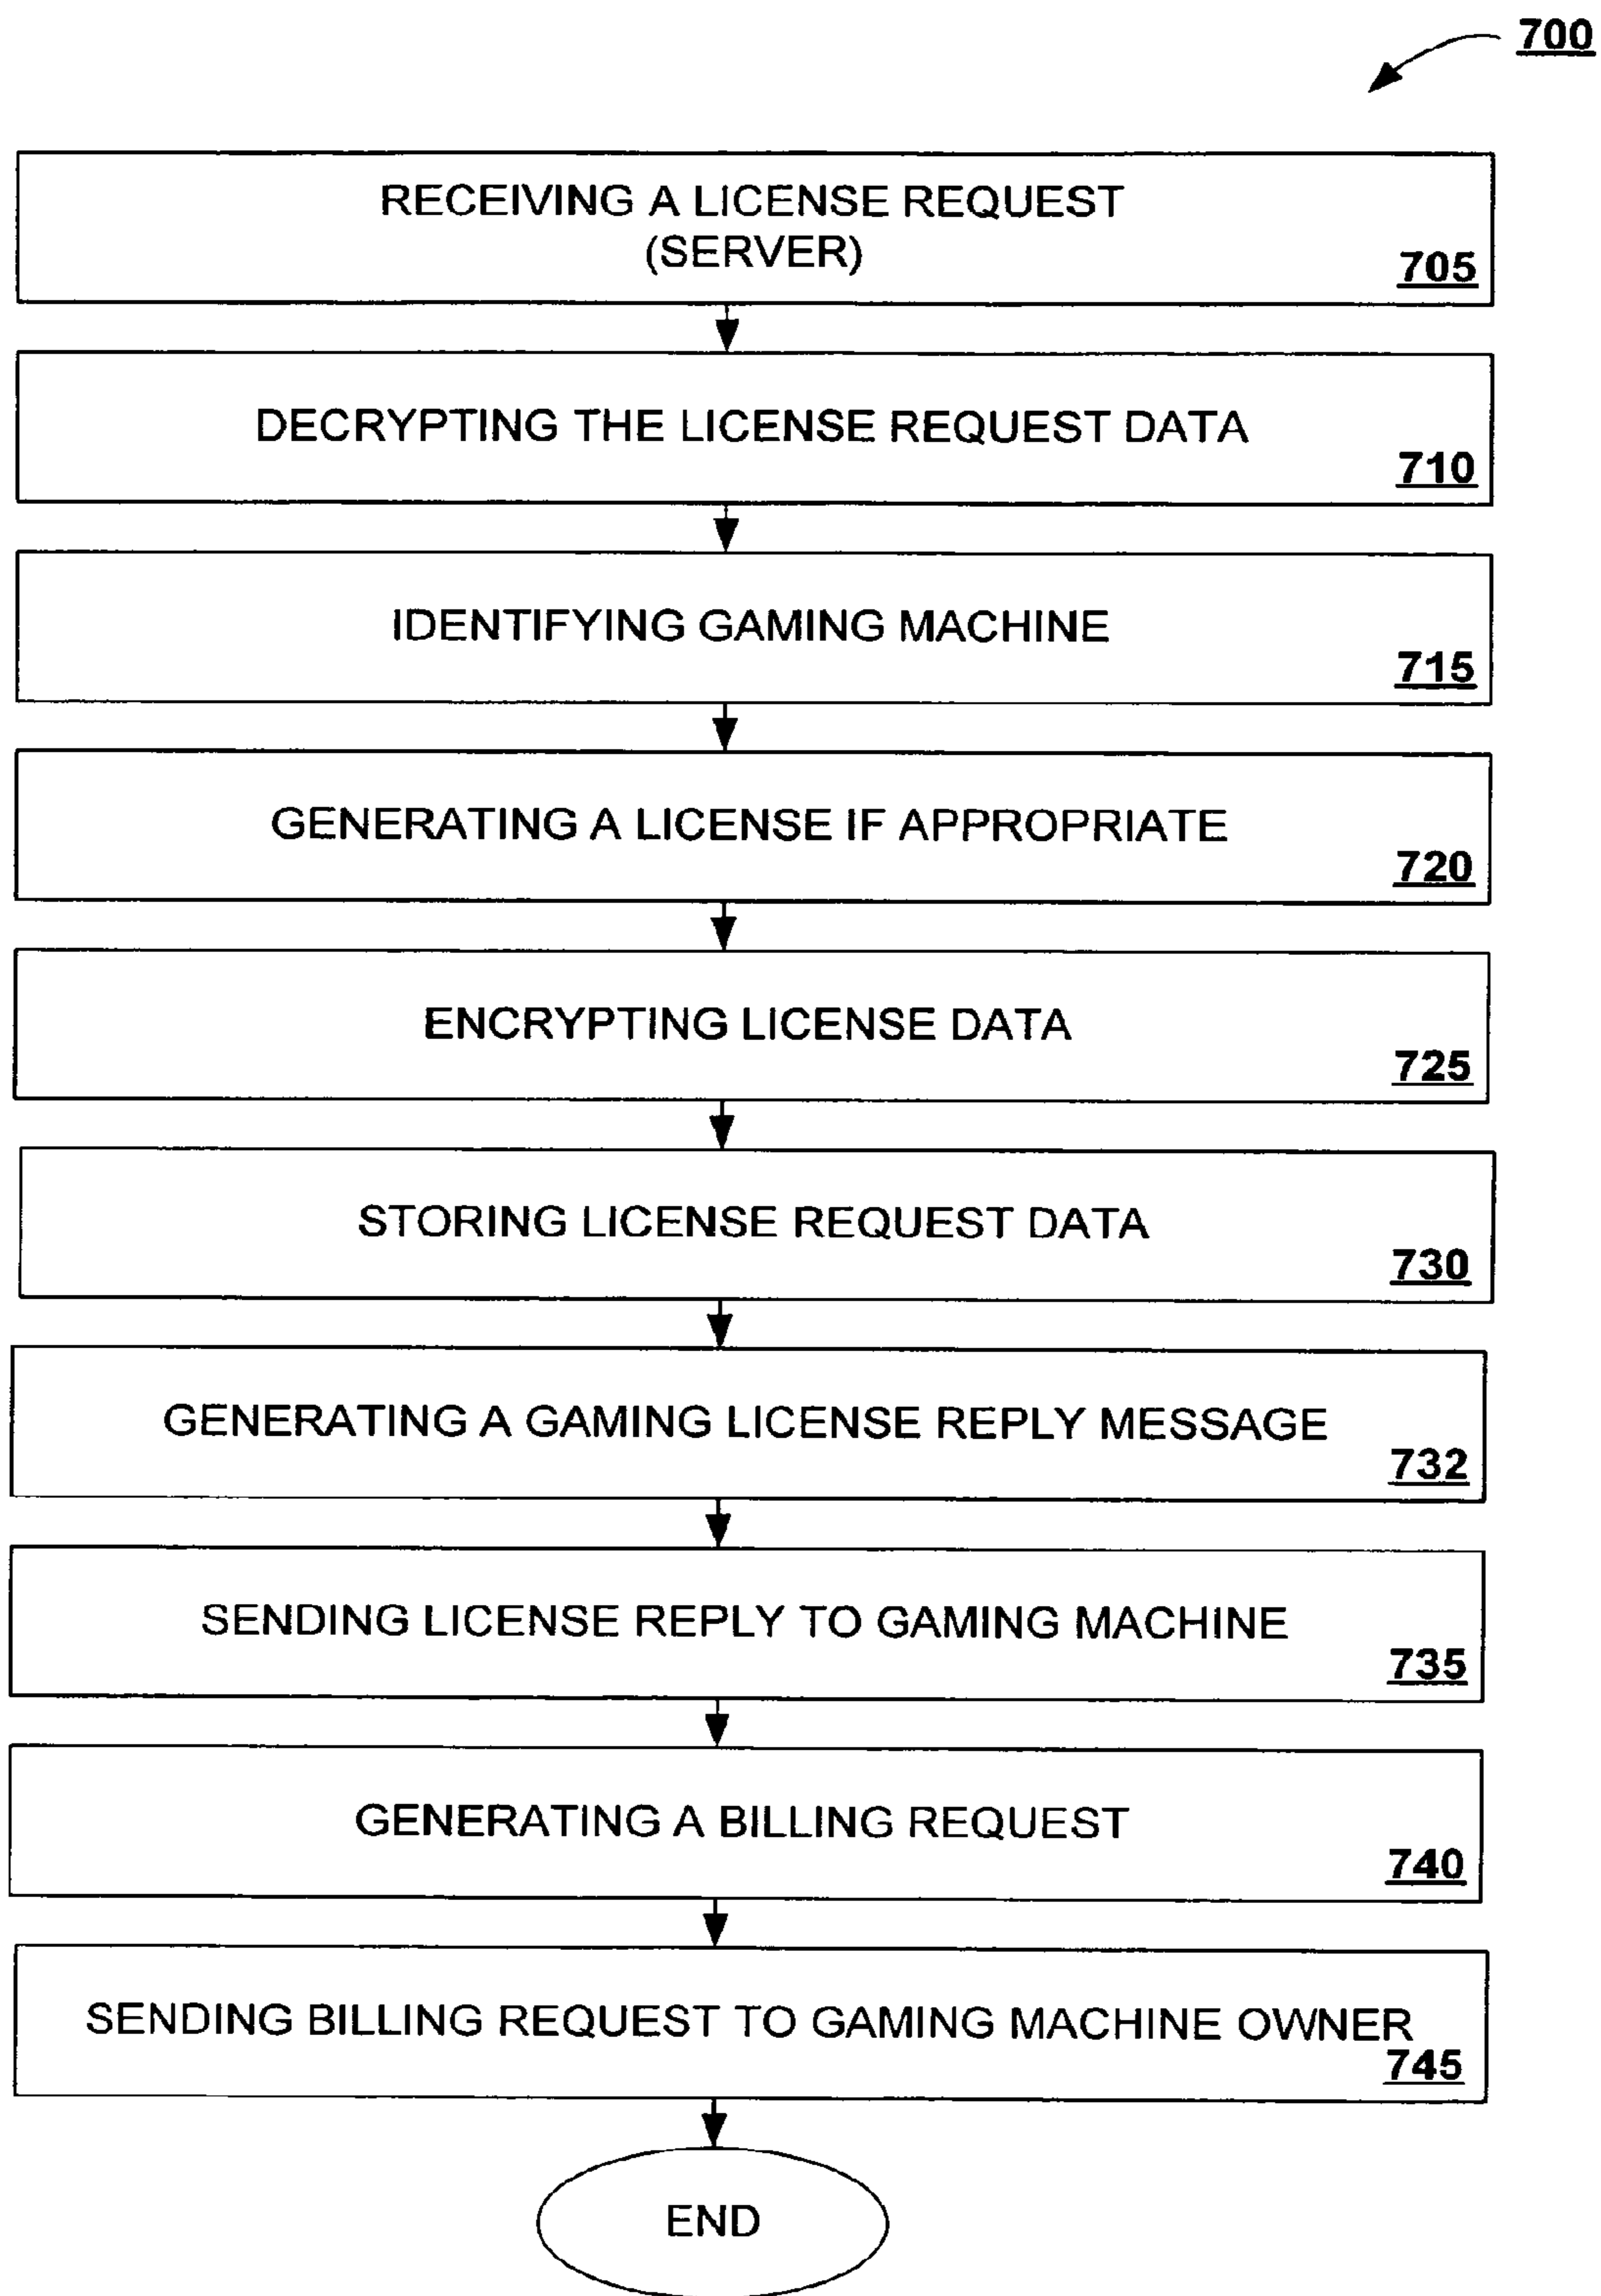 700
RECEIVING A LICENSE REQUEST
(SERVER)
705
DECRYPTING THE LICENSE REQUEST DATA
710
IDENTIFYING GAMING MACHINE
715
GENERATING A LICENSE IF APPROPRIATE
720
ENCRYPTING LICENSE DATA
725
STORING LICENSE REQUEST DATA
730
GENERATING A GAMING LICENSE REPLY MESSAGE
732
SENDING LICENSE REPLY TO GAMING MACHINE
735
GENERATING A BILLING REQUEST
740
SENDING BILLING REQUEST TO GAMING MACHINE OWNER
745
END